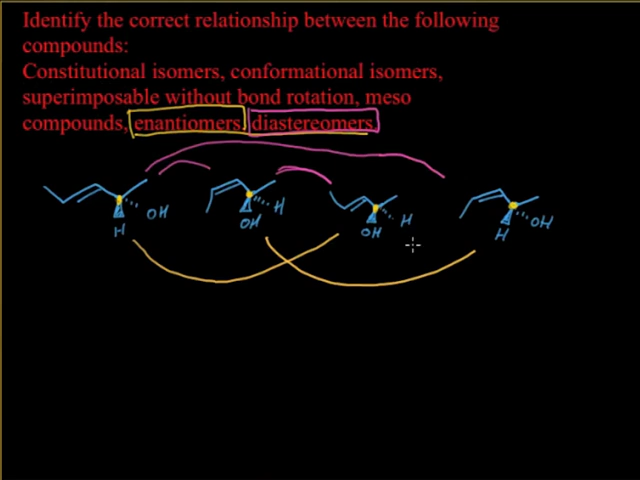 Identify the correct relationship between the following
compounds:
Constitutional isomers, conformational isomers,
superimposable without bond rotation, meso
compounds, enantiomers, diastereomers.
H OH
OH H
OH H
H OH